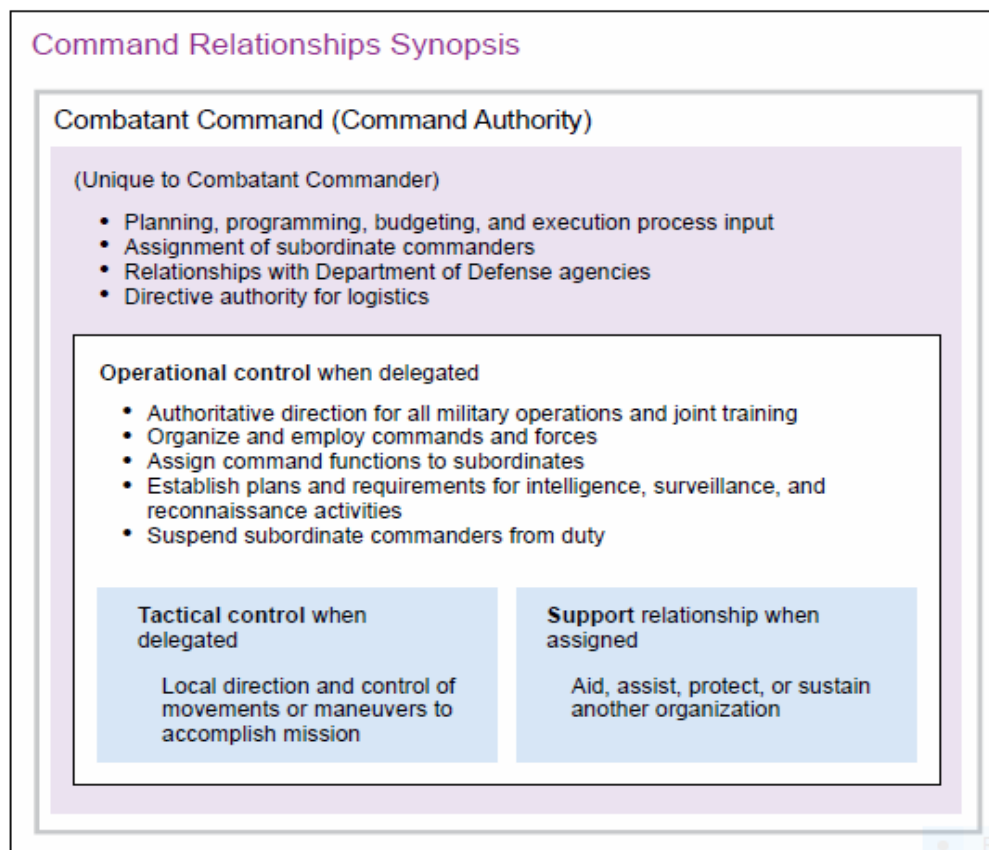 Command Relationships Synopsis
Combatant Command (Command Authority)
(Unique to Combatant Commander)
• Planning, programming, budgeting, and execution process input
• Assignment of subordinate commanders
• Relationships with Department of Defense agencies
• Directive authority for logistics
Operational control when delegated
• Authoritative direction for all military operations and joint training
• Organize and employ commands and forces
• Assign command functions to subordinates
• Establish plans and requirements for intelligence, surveillance, and
reconnaissance activities
• Suspend subordinate commanders from duty
Tactical control when
delegated
Local direction and control of
movements or maneuvers to
accomplish mission
Support relationship when
assigned
Aid, assist, protect, or sustain
another organization